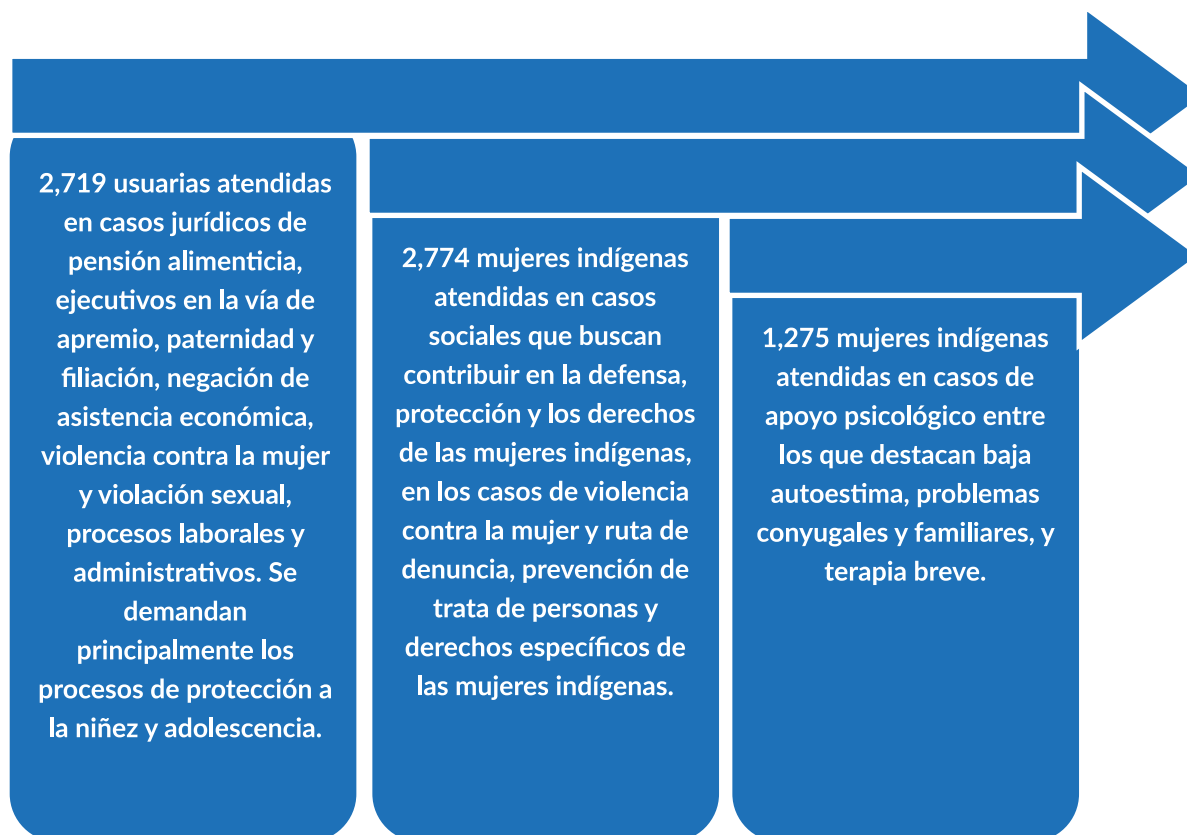 2,719 usuarias atendidas
en casos jurídicos de
pensión alimenticia,
ejecutivos en la vía de
apremio, paternidad y
filiación, negación de
asistencia económica,
violencia contra la mujer
y violación sexual,
procesos laborales y
administrativos. Se
demandan
principalmente los
procesos de protección a
la niñez y adolescencia.
2,774 mujeres indígenas
atendidas en casos
sociales que buscan
contribuir en la defensa,
protección y los derechos
de las mujeres indígenas,
en los casos de violencia
contra la mujer y ruta de
denuncia, prevención de
trata de personas y
derechos específicos de
las mujeres indígenas.
1,275 mujeres indígenas
atendidas en casos de
apoyo psicológico entre
los que destacan baja
autoestima, problemas
conyugales y familiares, y
terapia breve.